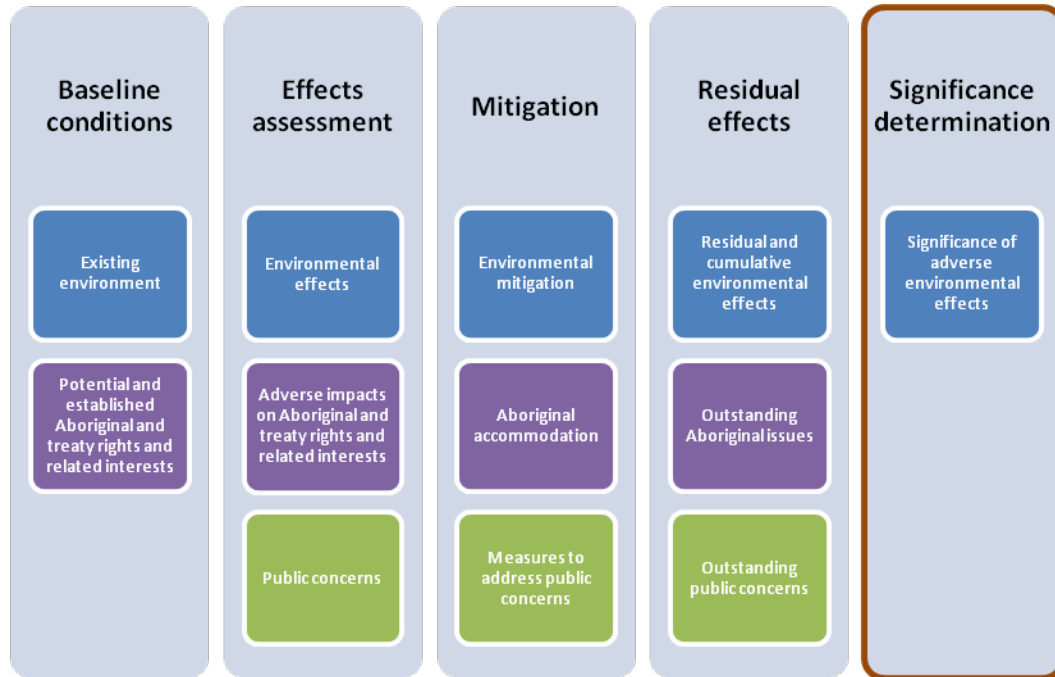 Baseline
conditions
Existing
environment
Potential and
established
Aboriginal and
treaty rights and
related interests
Effects
assessment
Environmental
effects
Adverse impacts
on Aboriginal and
treaty rights and
related interests
Public concerns
Mitigation
Environmental
mitigation
Aboriginal
accommodation
Measures to
address public
concerns
Residual
effects
Residual and
cumulative
environmental
effects
Outstanding
Aboriginal issues
Outstanding
public concerns
Significance
determination
Significance of
adverse
environmental
effects